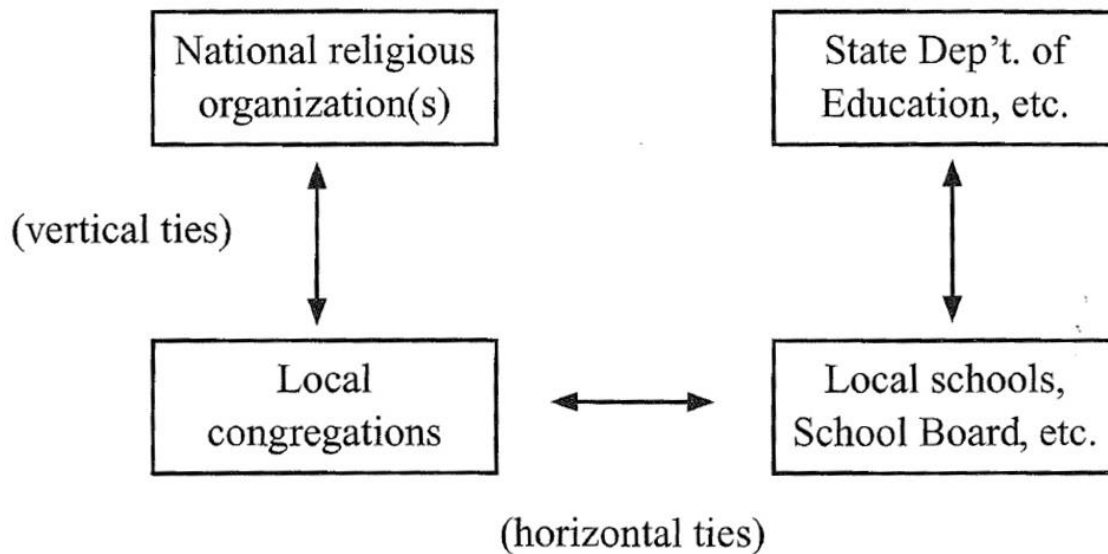 National religious
organization(s)
State Dep't. of
Education, etc.
(vertical ties)
Local
congregations
Local schools,
School Board, etc.
(horizontal ties)